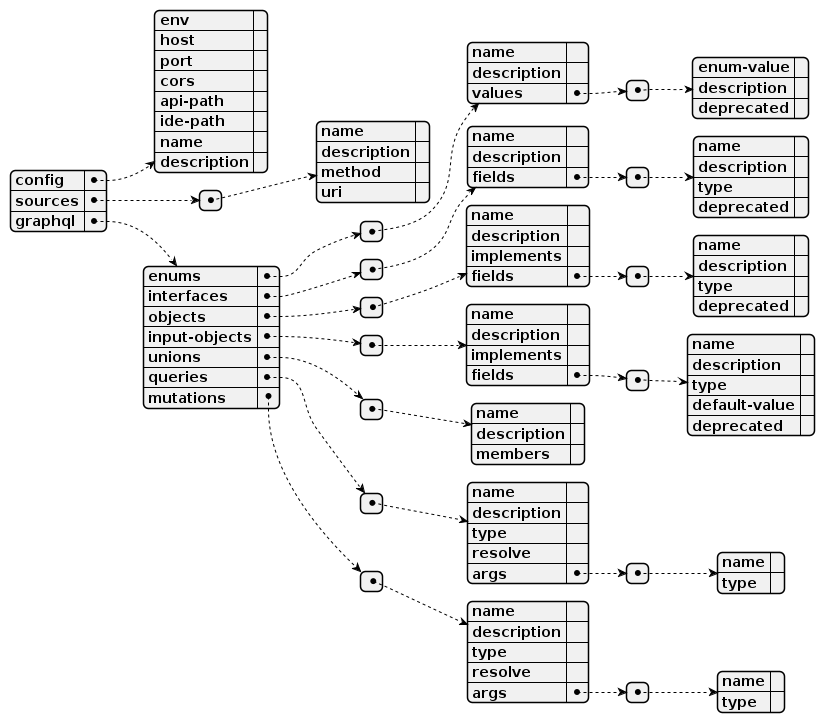 env
host
port
cors
api-path
ide-path
name
description
config
sources
graphql
name
description
method
uri
enums
interfaces
objects
input-objects
unions
queries
mutations
name
description
values
enum-value
description
deprecated
name
description
fields
name
description
type
deprecated
name
description
implements
fields
name
description
type
deprecated
name
description
implements
fields
name
description
type
default-value
deprecated
name
description
members
name
description
type
resolve
args
name
type
name
description
type
resolve
args
name
type